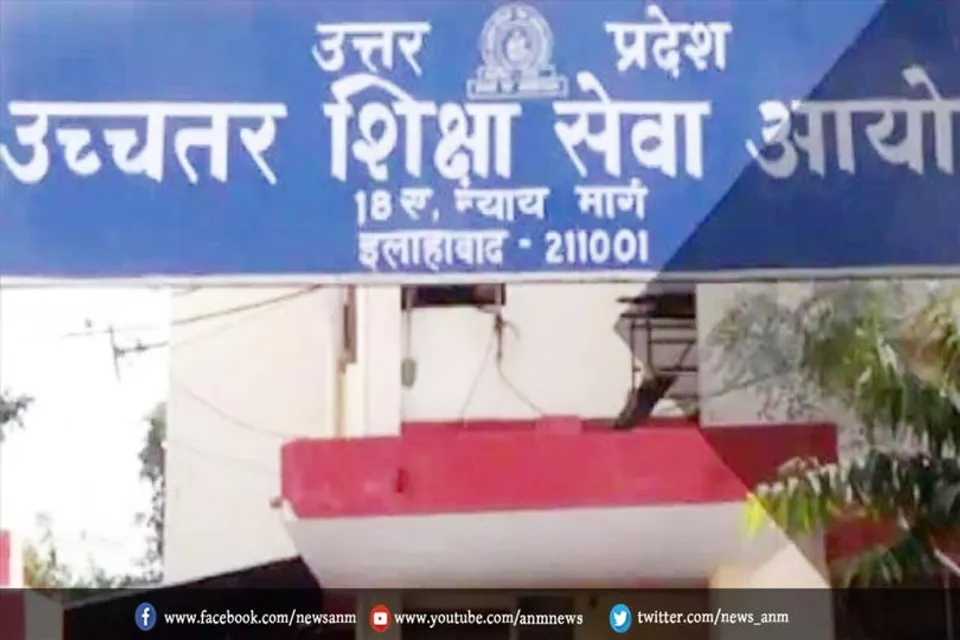 उत्तर प्रदेश
उच्चतर शिक्षा सेवा आयो
18 ए, न्याय मार्ग
इलाहाबाद - 211001
www.facebook.com/newsanm www.youtube.com/anmnews twitter.com/news_anm